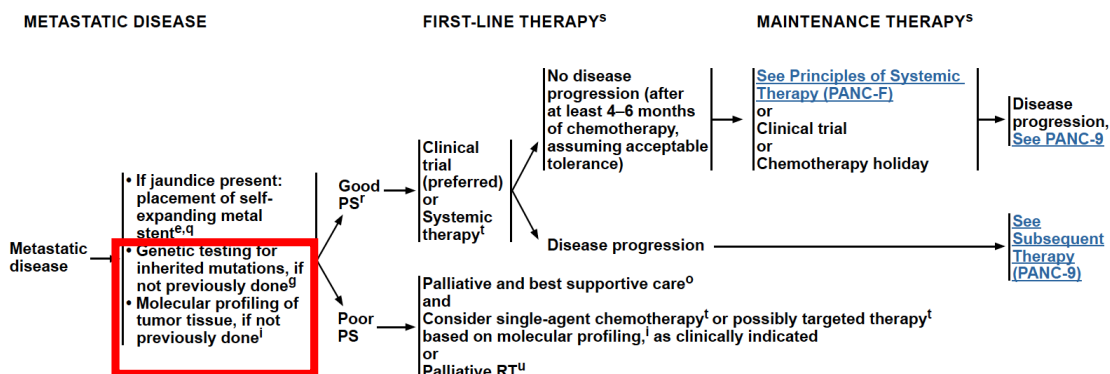 METASTATIC DISEASE
FIRST-LINE THERAPYˢ
MAINTENANCE THERAPYˢ
Metastatic
disease
• If jaundice present:
placement of self-
expanding metal
stentᵉ,q
• Genetic testing for
inherited mutations, if
not previously doneᵍ
• Molecular profiling of
tumor tissue, if not
previously doneⁱ
Good
PSʳ
Clinical
trial
(preferred)
or
Systemic
therapyᵗ
No disease
progression (after
at least 4–6 months
of chemotherapy,
assuming acceptable
tolerance)
See Principles of Systemic
Therapy (PANC-F)
or
Clinical trial
or
Chemotherapy holiday
Disease
progression,
See PANC-9
Disease progression
See
Subsequent
Therapy
(PANC-9)
Poor
PS
Palliative and best supportive careᵒ
and
Consider single-agent chemotherapyᵗ or possibly targeted therapyᵗ
based on molecular profiling,ⁱ as clinically indicated
or
Palliative RTᵘ